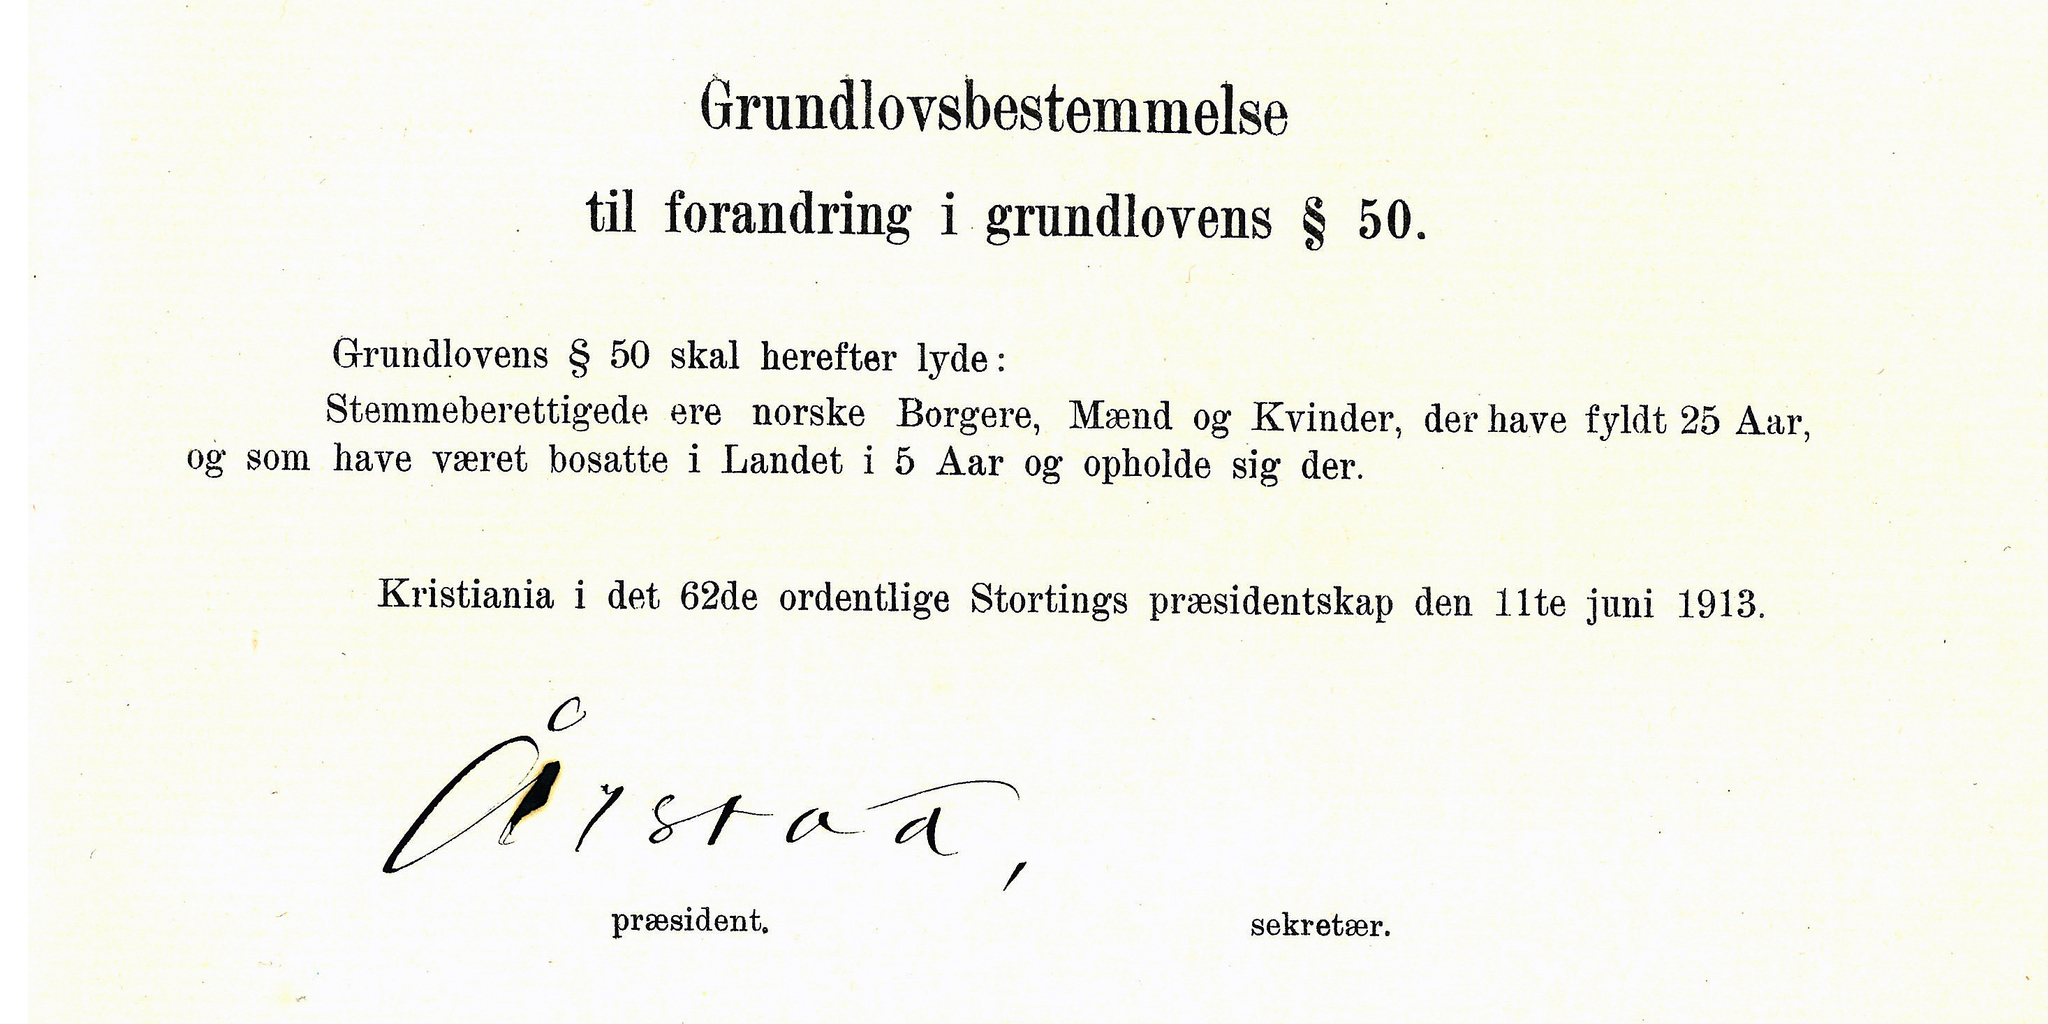 Grundlovsbestemmelse
til forandring i grundlovens § 50.
Grundlovens § 50 skal herefter lyde:
Stemmeberettigede ere norske Borgere, Mænd og Kvinder, der have fyldt 25 Aar,
og som have været bosatte i Landet i 5 Aar og opholde sig der.
Kristiania i det 62de ordentlige Stortings præsidentskap den 11te juni 1913.
Årstad,
præsident. sekretær.